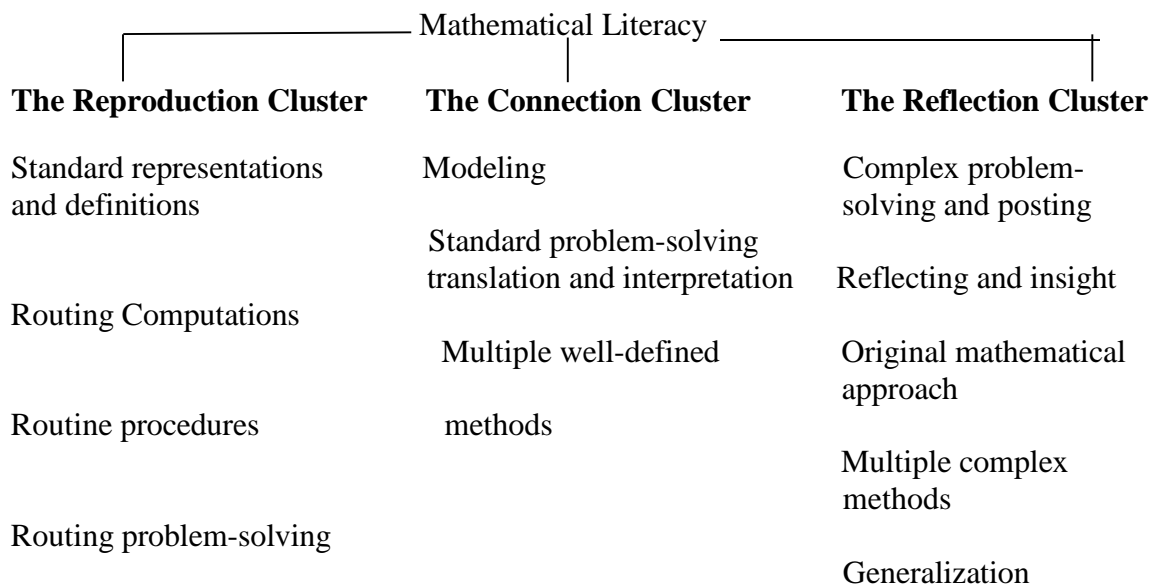 Mathematical Literacy
The Reproduction Cluster
Standard representations
and definitions
Routing Computations
Routine procedures
Routing problem-solving
The Connection Cluster
Modeling
Standard problem-solving
translation and interpretation
Multiple well-defined
methods
The Reflection Cluster
Complex problem-
solving and posting
Reflecting and insight
Original mathematical
approach
Multiple complex
methods
Generalization